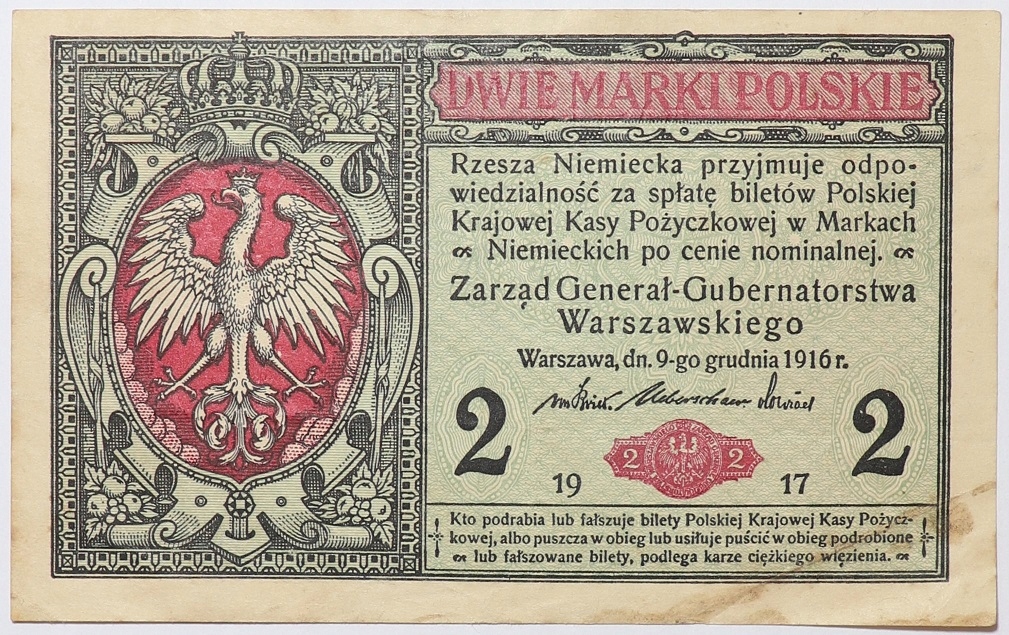 DWIE MARKI POLSKIE
Rzesza Niemiecka przyjmuje odpo-
wiedzialność za spłatę biletów Polskiej
Krajowej Kasy Pożyczkowej w Markach
Niemieckich po cenie nominalnej.
Zarząd Generał-Gubernatorstwa
Warszawskiego
Warszawa, dn. 9-go grudnia 1916 r.
2 2
2 2
19 17
Kto podrabia lub fałszuje bilety Polskiej Krajowej Kasy Pożycz-
kowej, albo puszcza w obieg lub usiłuje puścić w obieg podrobione
lub fałszowane bilety, podlega karze ciężkiego więzienia.